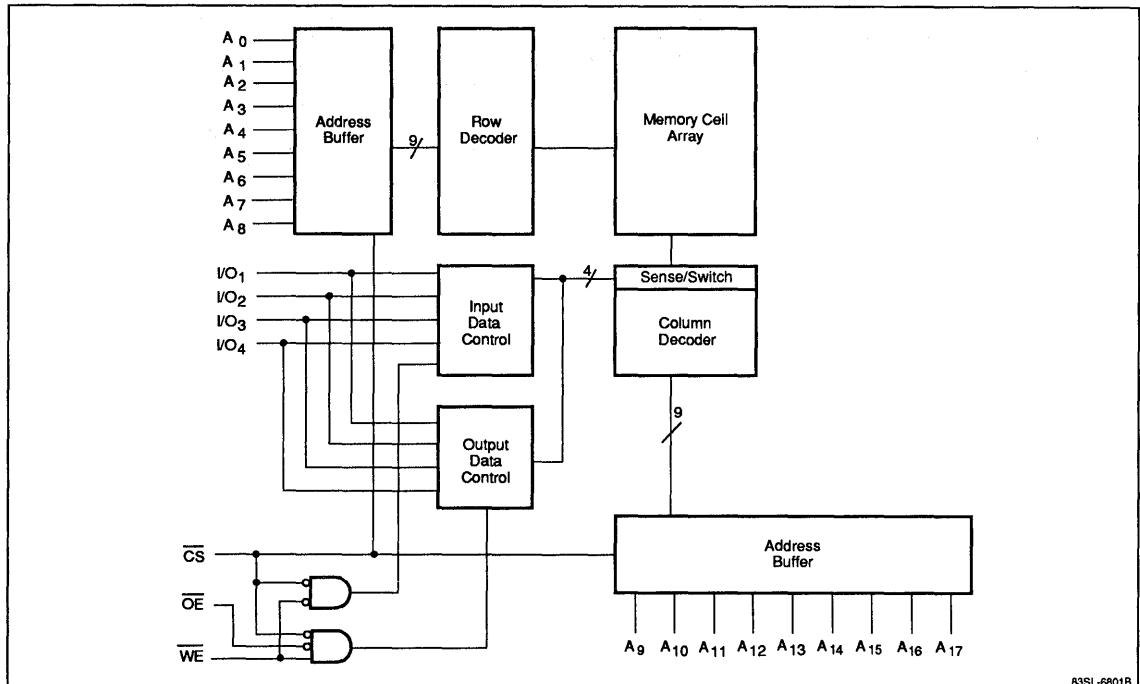 A0
A1
A2
A3
A4
A5
A6
A7
A8
Address
Buffer
9
Row
Decoder
Memory Cell
Array
I/O1
I/O2
I/O3
I/O4
Input
Data
Control
4
Sense/Switch
Column
Decoder
Output
Data
Control
9
CS
OE
WE
Address
Buffer
A9 A10 A11 A12 A13 A14 A15 A16 A17
83SL-6801B